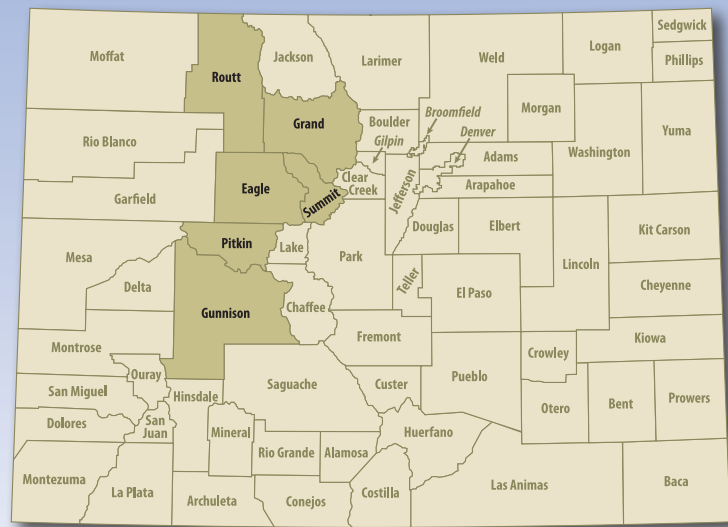 Sedgwick
Logan
Moffat
Jackson
Larimer
Weld
Phillips
Routt
Morgan
Broomfield
Grand
Boulder
Yuma
Rio Blanco
Gilpin
Denver
Washington
Adams
Clear
Creek
Eagle
Jefferson
Arapahoe
Garfield
Summit
Douglas
Elbert
Kit Carson
Pitkin
Lake
Mesa
Park
Lincoln
Teller
Cheyenne
Delta
El Paso
Chaffee
Gunnison
Fremont
Kiowa
Montrose
Crowley
Ouray
Pueblo
Saguache
Custer
San Miguel
Hinsdale
Prowers
Bent
Otero
Dolores
San
Juan
Mineral
Huerfano
Rio Grande
Alamosa
Montezuma
La Plata
Baca
Las Animas
Costilla
Archuleta
Conejos